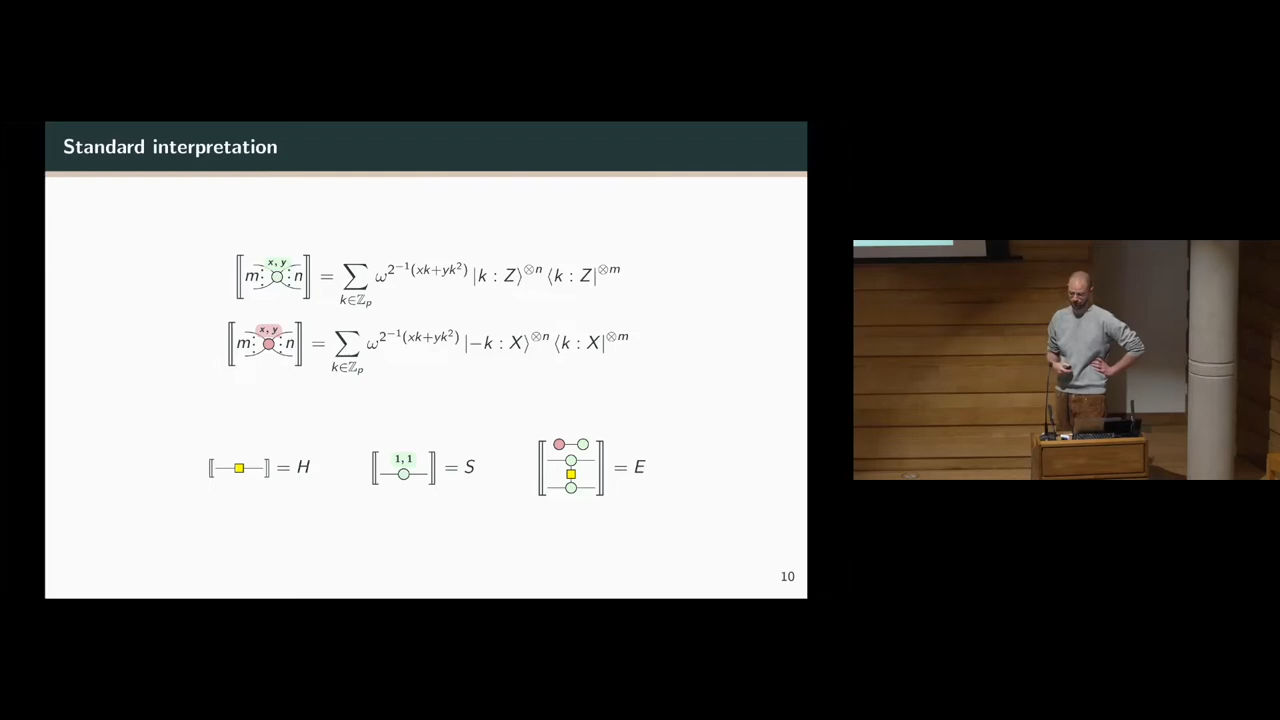 Standard interpretation
⟦ m ⋮ x, y ⋮ n ⟧ = ∑_{k∈ℤ_p} ω^{2^{-1}(xk+yk^2)} |k : Z⟩^{⊗n} ⟨k : Z|^{⊗m}
⟦ m ⋮ x, y ⋮ n ⟧ = ∑_{k∈ℤ_p} ω^{2^{-1}(xk+yk^2)} |−k : X⟩^{⊗n} ⟨k : X|^{⊗m}
⟦ ⟧ = H ⟦ 1, 1 ⟧ = S ⟦ ⟧ = E
10